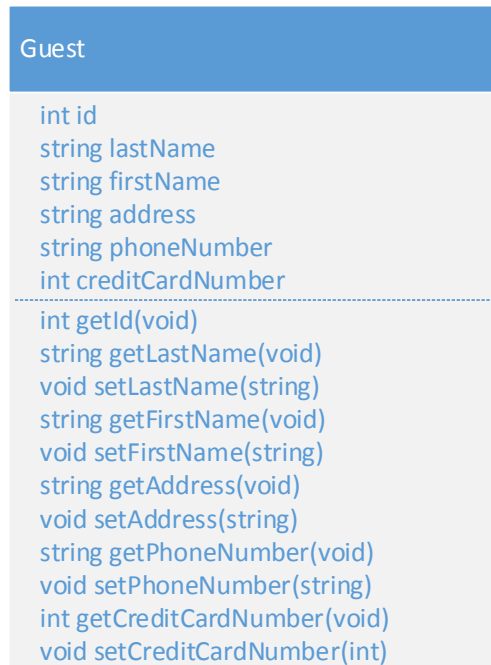 Guest
int id
string lastName
string firstName
string address
string phoneNumber
int creditCardNumber
int getId(void)
string getLastName(void)
void setLastName(string)
string getFirstName(void)
void setFirstName(string)
string getAddress(void)
void setAddress(string)
string getPhoneNumber(void)
void setPhoneNumber(string)
int getCreditCardNumber(void)
void setCreditCardNumber(int)